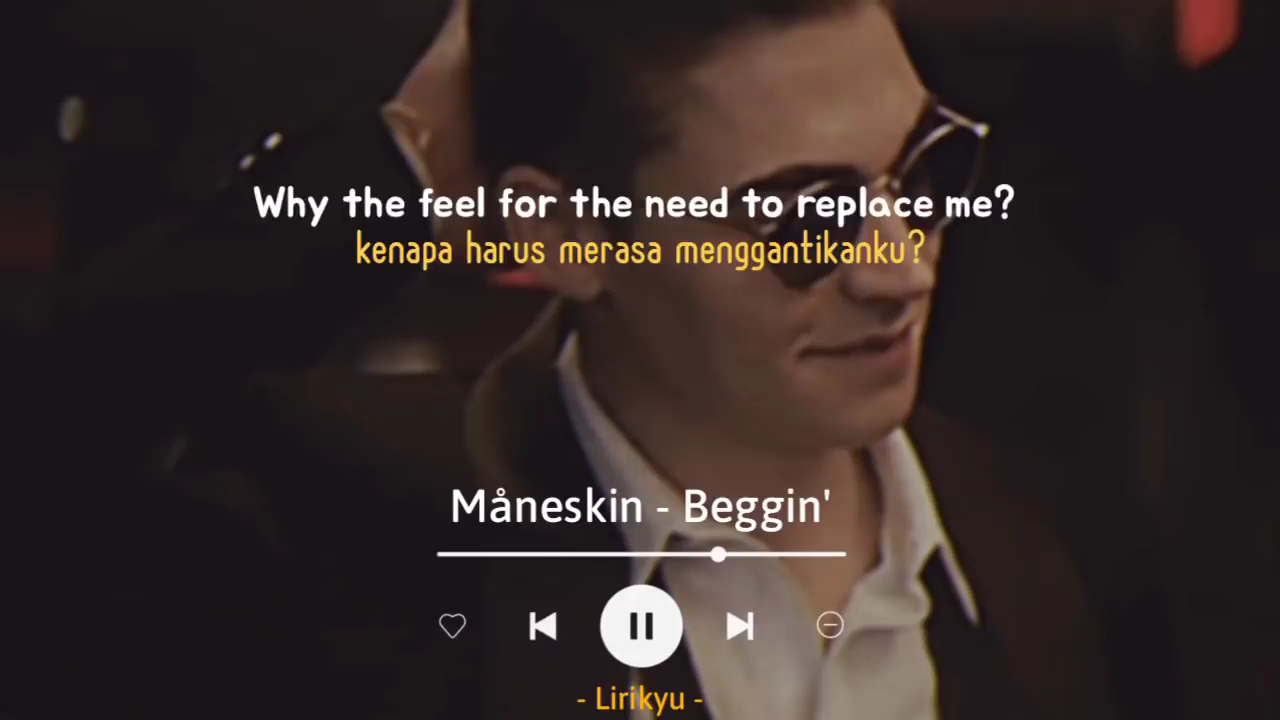 Why the feel for the need to replace me?
kenapa harus merasa menggantikanku?
Måneskin - Beggin'
- Lirikyu -